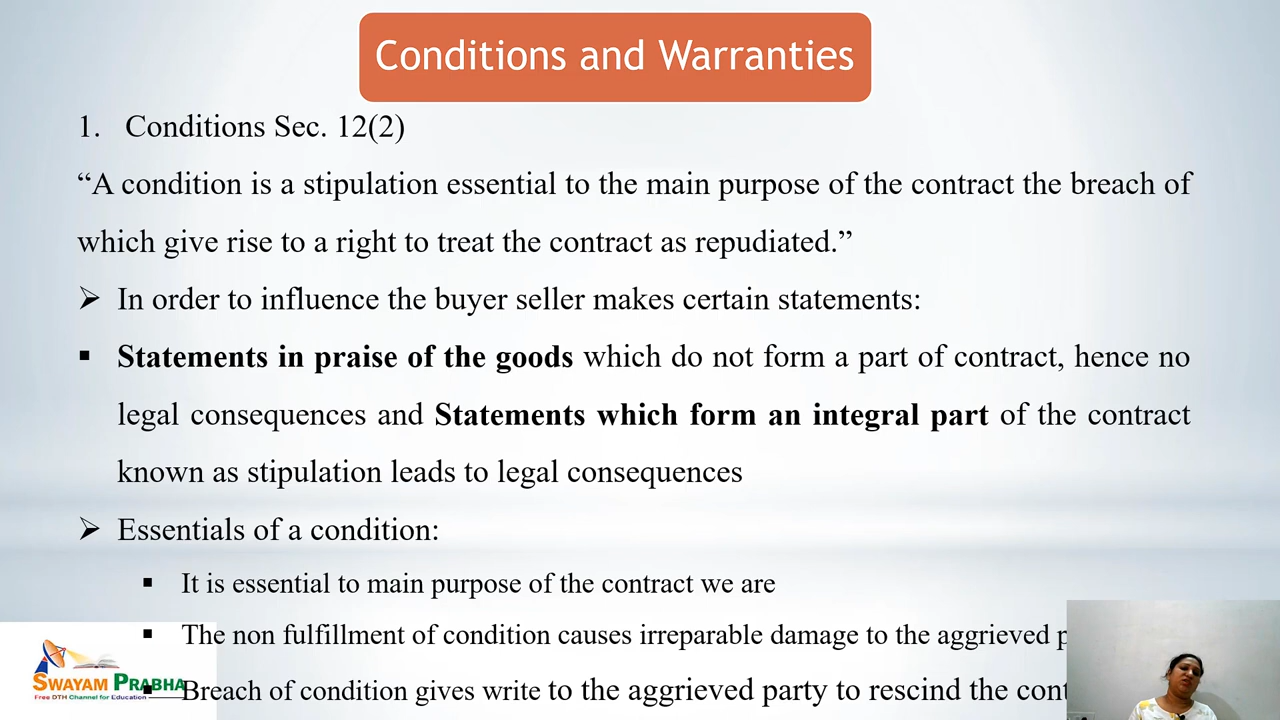 Conditions and Warranties
1. Conditions Sec. 12(2)
“A condition is a stipulation essential to the main purpose of the contract the breach of
which give rise to a right to treat the contract as repudiated.”
➢ In order to influence the buyer seller makes certain statements:
▪ Statements in praise of the goods which do not form a part of contract, hence no
legal consequences and Statements which form an integral part of the contract
known as stipulation leads to legal consequences
➢ Essentials of a condition:
▪ It is essential to main purpose of the contract we are
▪ The non fulfillment of condition causes irreparable damage to the aggrieved
▪ Breach of condition gives write to the aggrieved party to rescind the
SWAYAM PRABHA
Free DTH Channel for Education